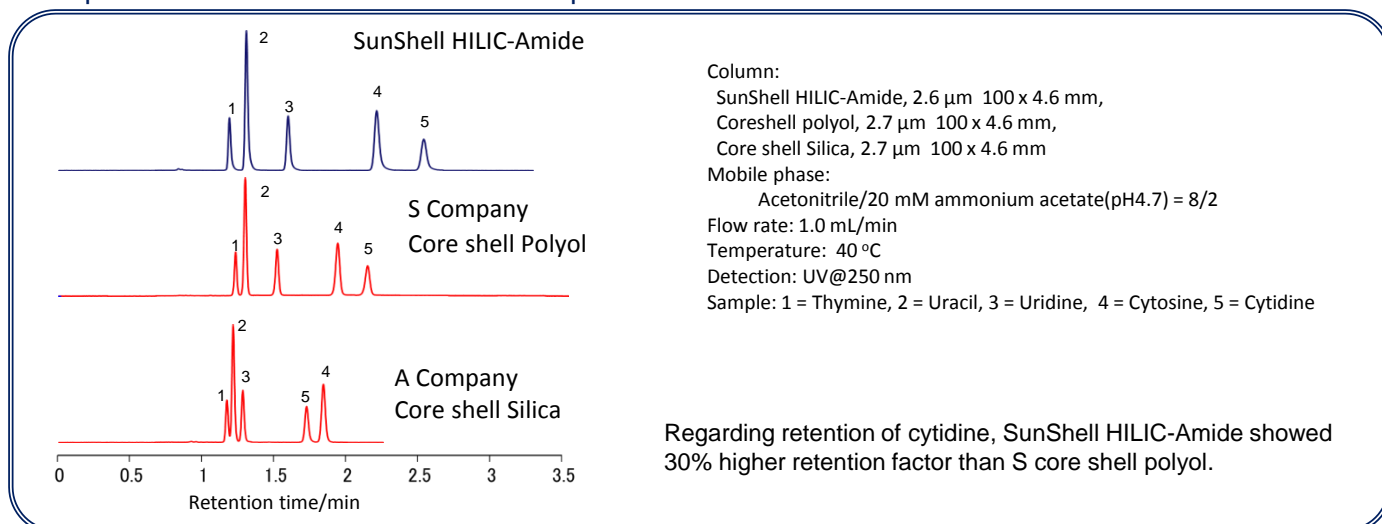 SunShell HILIC-Amide
1
2
3
4
5
S Company
Core shell Polyol
1
2
3
4
5
A Company
Core shell Silica
1
2
3
5
4
0 0.5 1 1.5 2 2.5 3 3.5
Retention time/min
Column:
SunShell HILIC-Amide, 2.6 µm 100 x 4.6 mm,
Coreshell polyol, 2.7 µm 100 x 4.6 mm,
Core shell Silica, 2.7 µm 100 x 4.6 mm
Mobile phase:
Acetonitrile/20 mM ammonium acetate(pH4.7) = 8/2
Flow rate: 1.0 mL/min
Temperature: 40 °C
Detection: UV@250 nm
Sample: 1 = Thymine, 2 = Uracil, 3 = Uridine, 4 = Cytosine, 5 = Cytidine
Regarding retention of cytidine, SunShell HILIC-Amide showed
30% higher retention factor than S core shell polyol.